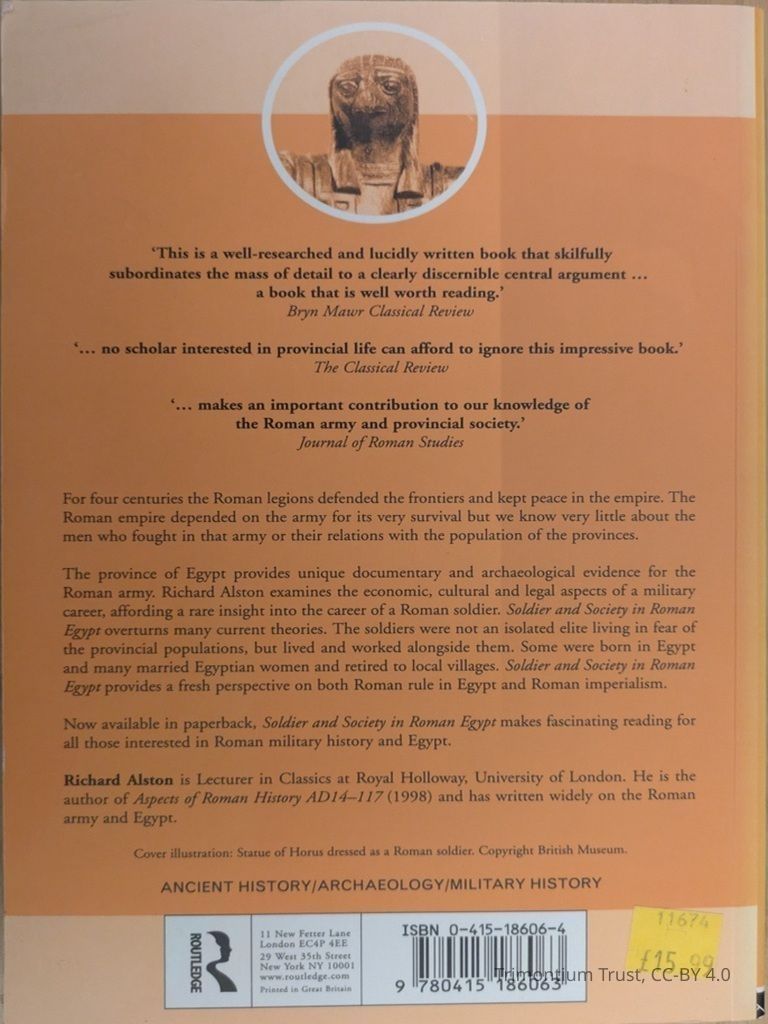 ‘This is a well-researched and lucidly written book that skilfully
subordinates the mass of detail to a clearly discernible central argument …
a book that is well worth reading.’
Bryn Mawr Classical Review
‘… no scholar interested in provincial life can afford to ignore this impressive book.’
The Classical Review
‘… makes an important contribution to our knowledge of
the Roman army and provincial society.’
Journal of Roman Studies
For four centuries the Roman legions defended the frontiers and kept peace in the empire. The
Roman empire depended on the army for its very survival but we know very little about the
men who fought in that army or their relations with the population of the provinces.
The province of Egypt provides unique documentary and archaeological evidence for the
Roman army. Richard Alston examines the economic, cultural and legal aspects of a military
career, affording a rare insight into the career of a Roman soldier. Soldier and Society in Roman
Egypt overturns many current theories. The soldiers were not an isolated elite living in fear of
the provincial populations, but lived and worked alongside them. Some were born in Egypt
and many married Egyptian women and retired to local villages. Soldier and Society in Roman
Egypt provides a fresh perspective on both Roman rule in Egypt and Roman imperialism.
Now available in paperback, Soldier and Society in Roman Egypt makes fascinating reading for
all those interested in Roman military history and Egypt.
Richard Alston is Lecturer in Classics at Royal Holloway, University of London. He is the
author of Aspects of Roman History AD14–117 (1998) and has written widely on the Roman
army and Egypt.
Cover illustration: Statue of Horus dressed as a Roman soldier. Copyright British Museum.
ANCIENT HISTORY/ARCHAEOLOGY/MILITARY HISTORY
ROUTLEDGE
11 New Fetter Lane
London EC4P 4EE
29 West 35th Street
New York NY 10001
www.routledge.com
Printed in Great Britain
ISBN 0-415-18606-4
9 780415 186063
11674
£15.99
Trimontium Trust, CC-BY 4.0